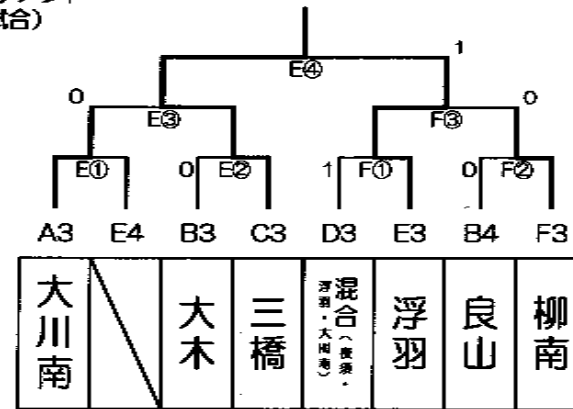 合)
1
E④
0
0
E③
F③
E①
0
E②
1
F①
0
F②
A3 E4 B3 C3 D3 E3 B4 F3
大川南
大木
三橋
混合
浮羽
良山
柳南